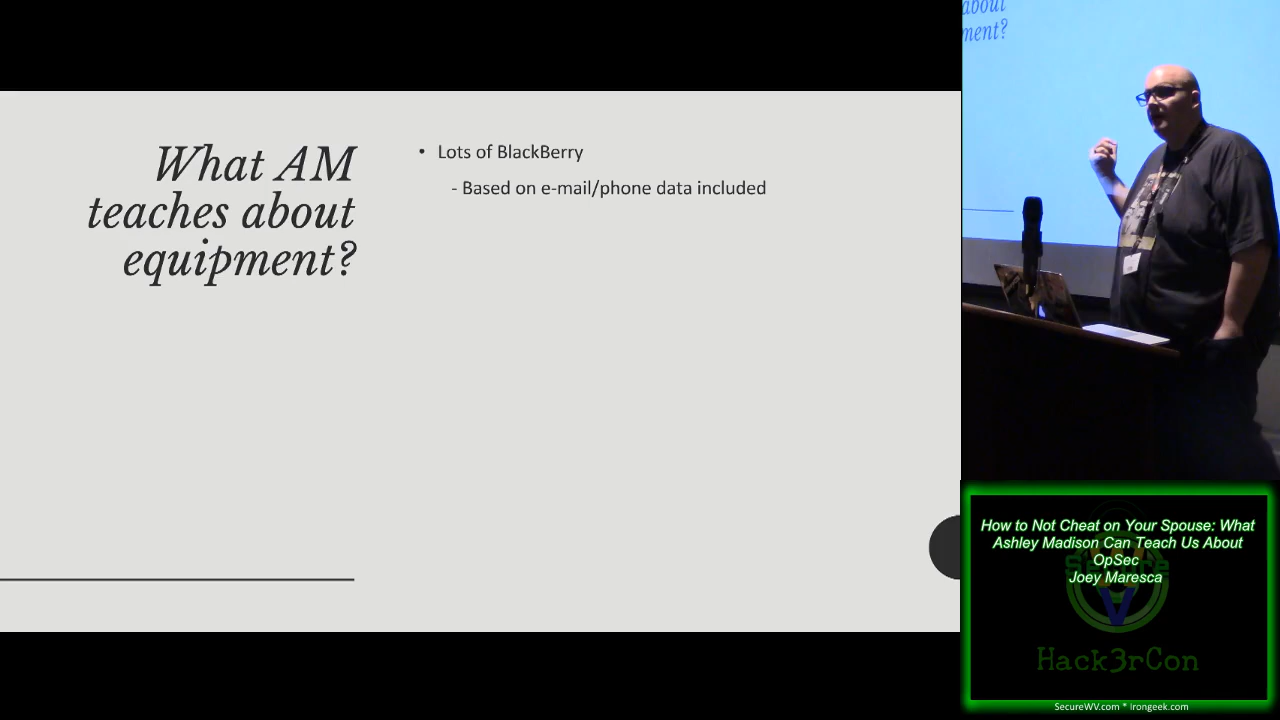 What AM
teaches about
equipment?
• Lots of BlackBerry
- Based on e-mail/phone data included
about
ment?
How to Not Cheat on Your Spouse: What
Ashley Madison Can Teach Us About
OpSec
Joey Maresca
Secure
WV
Hack3rCon
SecureWV.com * Irongeek.com